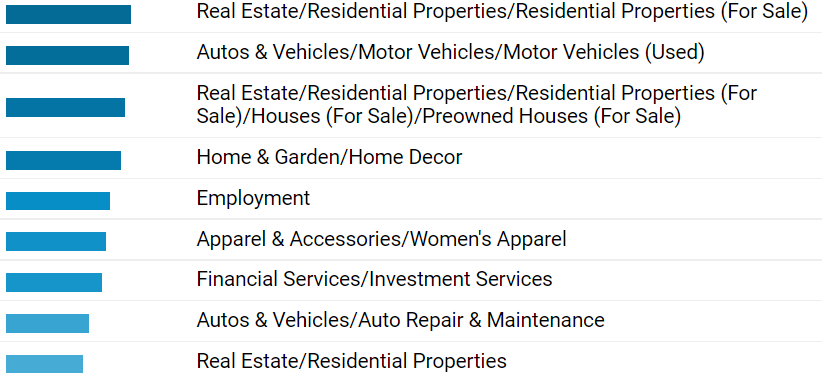 Real Estate/Residential Properties/Residential Properties (For Sale)
Autos & Vehicles/Motor Vehicles/Motor Vehicles (Used)
Real Estate/Residential Properties/Residential Properties (For
Sale)/Houses (For Sale)/Preowned Houses (For Sale)
Home & Garden/Home Decor
Employment
Apparel & Accessories/Women's Apparel
Financial Services/Investment Services
Autos & Vehicles/Auto Repair & Maintenance
Real Estate/Residential Properties